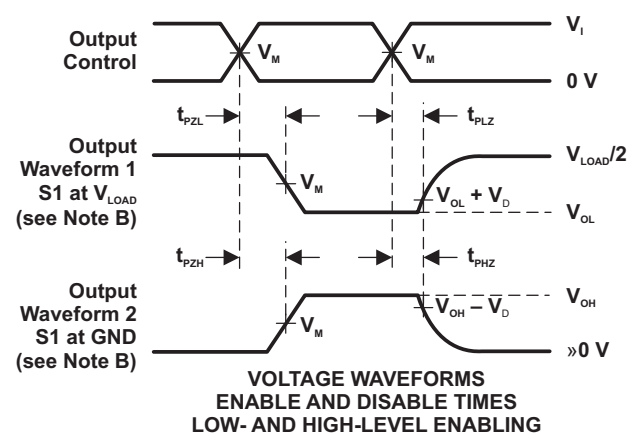 Output
Control
V_M
V_M
V_I
0 V
t_PZL
t_PLZ
Output
Waveform 1
S1 at V_LOAD
(see Note B)
V_M
V_OL + V_D
V_LOAD/2
V_OL
t_PZH
t_PHZ
Output
Waveform 2
S1 at GND
(see Note B)
V_M
V_OH – V_D
V_OH
»0 V
VOLTAGE WAVEFORMS
ENABLE AND DISABLE TIMES
LOW- AND HIGH-LEVEL ENABLING